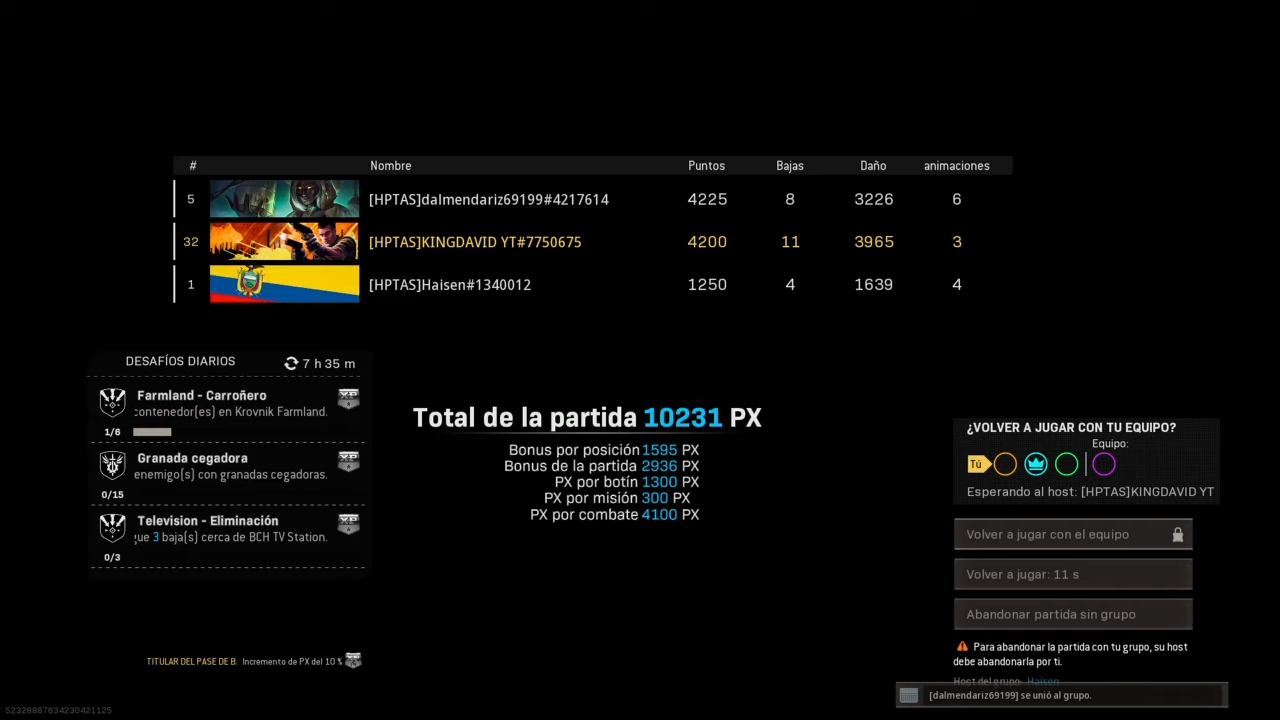 # Nombre Puntos Bajas Daño animaciones
5 [HPTAS]dalmendariz69199#4217614 4225 8 3226 6
32 [HPTAS]KINGDAVID YT#7750675 4200 11 3965 3
1 [HPTAS]Haisen#1340012 1250 4 1639 4
DESAFÍOS DIARIOS 7 h 35 m
Farmland - Carroñero XP
contenedor(es) en Krovnik Farmland.
1/6
Granada cegadora XP
enemigo(s) con granadas cegadoras.
0/15
Television - Eliminación XP
que 3 baja(s) cerca de BCH TV Station.
0/3
TITULAR DEL PASE DE B. Incremento de PX del 10 %
Total de la partida 10231 PX
Bonus por posición 1595 PX
Bonus de la partida 2936 PX
PX por botín 1300 PX
PX por misión 300 PX
PX por combate 4100 PX
¿VOLVER A JUGAR CON TU EQUIPO?
Equipo:
Tú
Esperando al host: [HPTAS]KINGDAVID YT
Volver a jugar con el equipo
Volver a jugar: 11 s
Abandonar partida sin grupo
Para abandonar la partida con tu grupo, su host
debe abandonarla por ti.
Host del grupo: Haisen
[dalmendariz69199] se unió al grupo.
52328887634230421125